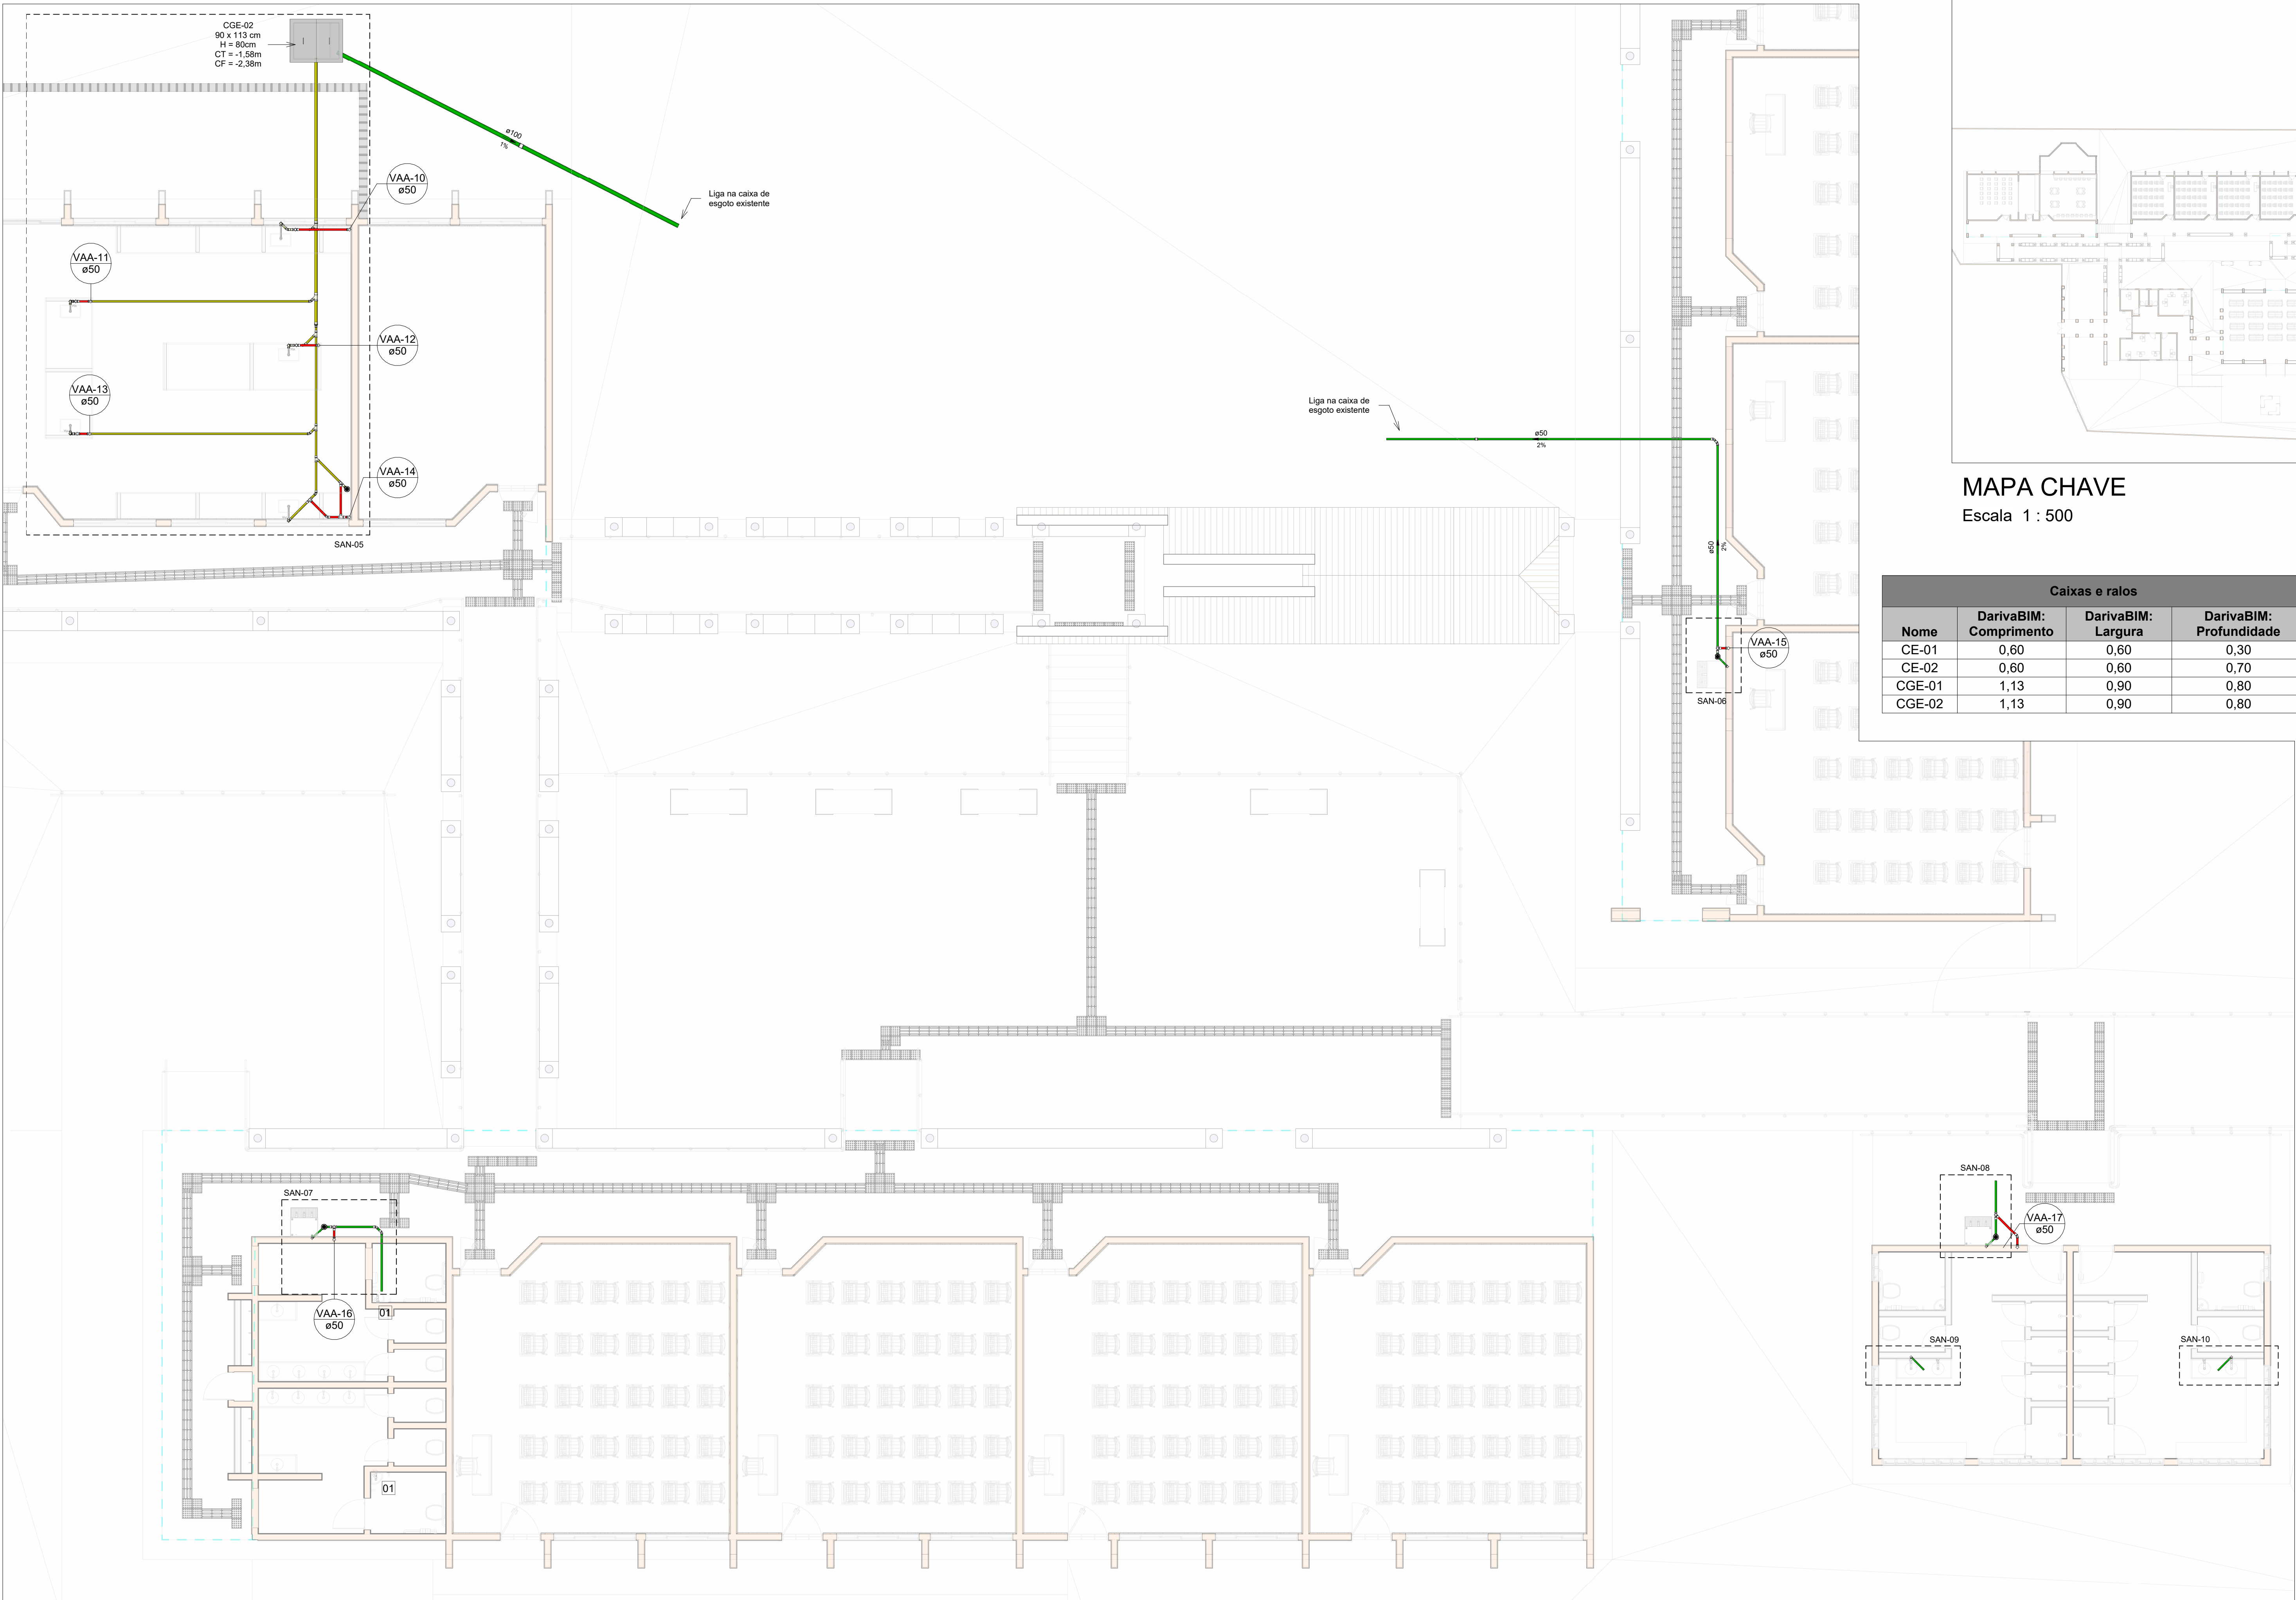 CGE-02
90 x 113 cm
H = 80cm
CT = -1,58m
CF = -2,38m
ø100
1%
Liga na caixa de
esgoto existente
VAA-10
ø50
VAA-11
ø50
VAA-12
ø50
VAA-13
ø50
VAA-14
ø50
SAN-05
Liga na caixa de
esgoto existente
ø50
2%
ø50
2%
VAA-15
ø50
SAN-06
MAPA CHAVE
Escala 1 : 500
Caixas e ralos
Nome DarivaBIM: Comprimento DarivaBIM: Largura DarivaBIM: Profundidade
CE-01 0,60 0,60 0,30
CE-02 0,60 0,60 0,70
CGE-01 1,13 0,90 0,80
CGE-02 1,13 0,90 0,80
SAN-07
VAA-16
ø50
01
01
SAN-08
VAA-17
ø50
SAN-09
SAN-10